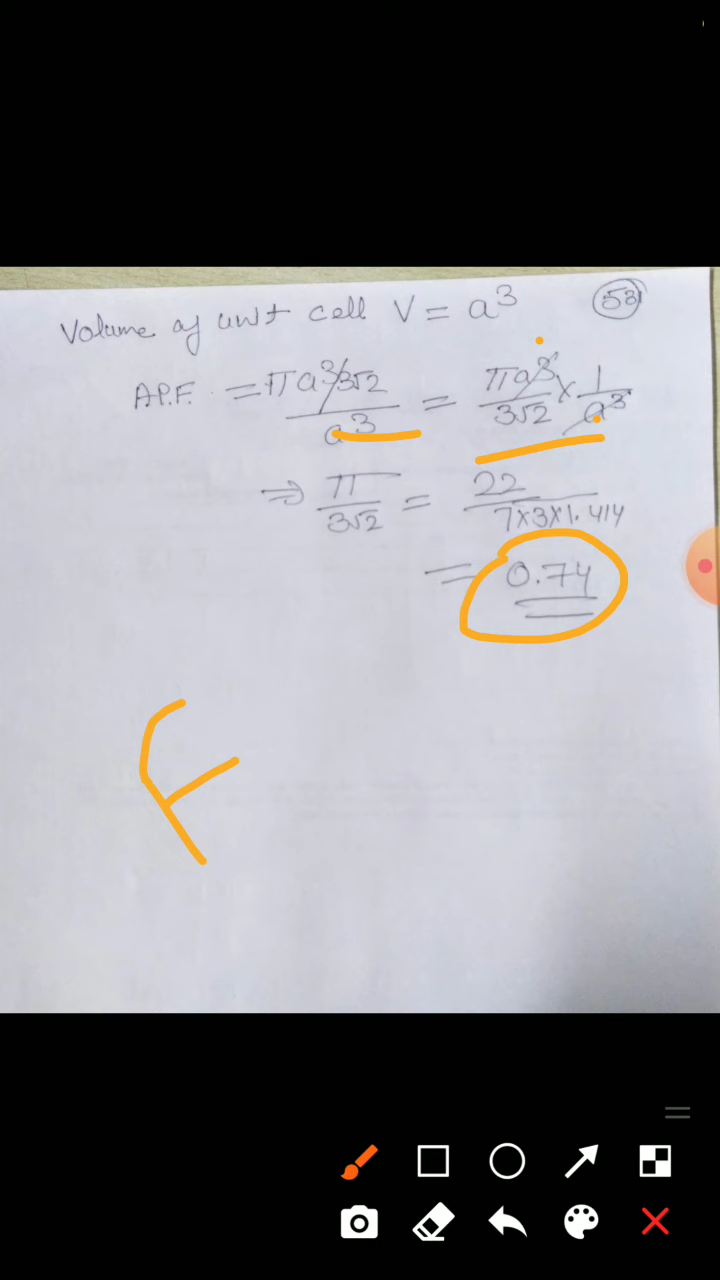 Volume of unit cell V = a³ (53)
A.P.F. = πa³/3√2 / a³ = πa³/3√2 × 1/a³
⇒ π/3√2 = 22/7×3×1.414
= 0.74
F